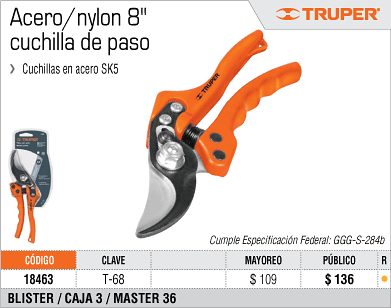 Acero/nylon 8"
cuchilla de paso
TRUPER®
› Cuchillas en acero SK5
Cumple Especificación Federal: GGG-S-284b
CÓDIGO CLAVE MAYOREO PÚBLICO R
18463 T-68 $ 109 $ 136
BLISTER / CAJA 3 / MASTER 36